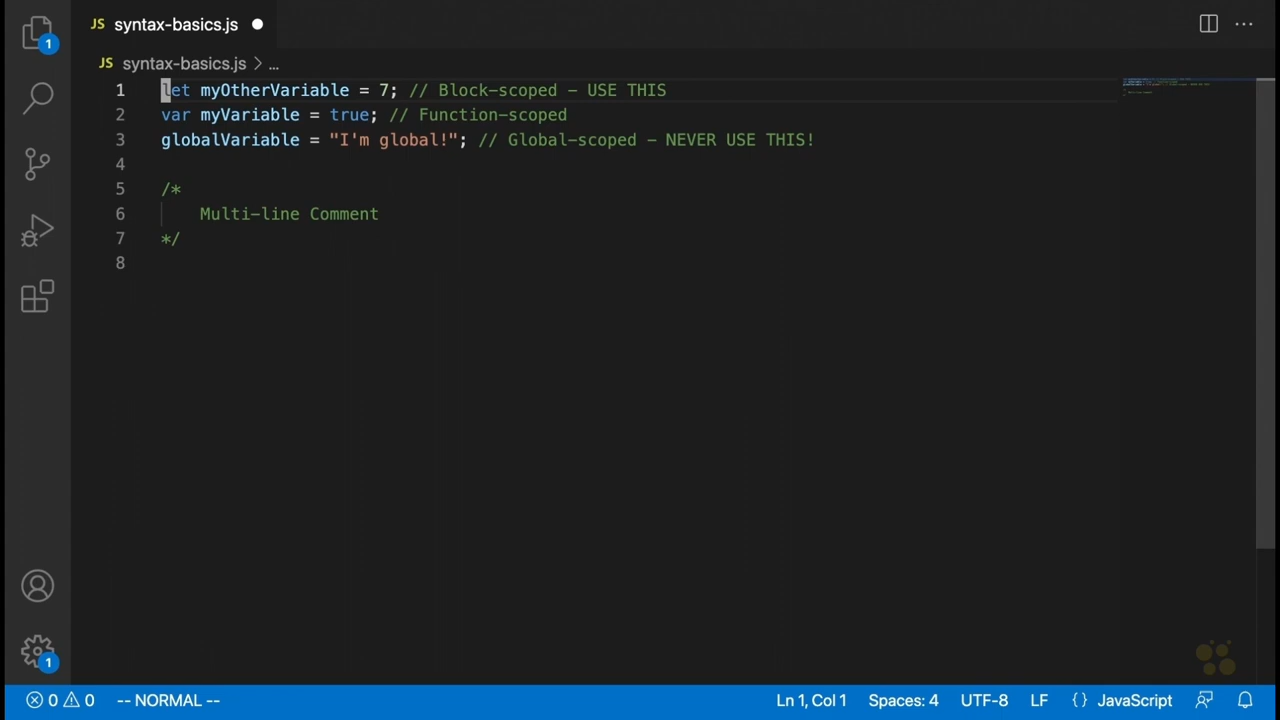 JS syntax-basics.js
JS syntax-basics.js > ...
1 let myOtherVariable = 7; // Block-scoped - USE THIS
2 var myVariable = true; // Function-scoped
3 globalVariable = "I'm global!"; // Global-scoped - NEVER USE THIS!
4
5 /*
6 Multi-line Comment
7 */
8
1
1
0 0 -- NORMAL -- Ln 1, Col 1 Spaces: 4 UTF-8 LF {} JavaScript